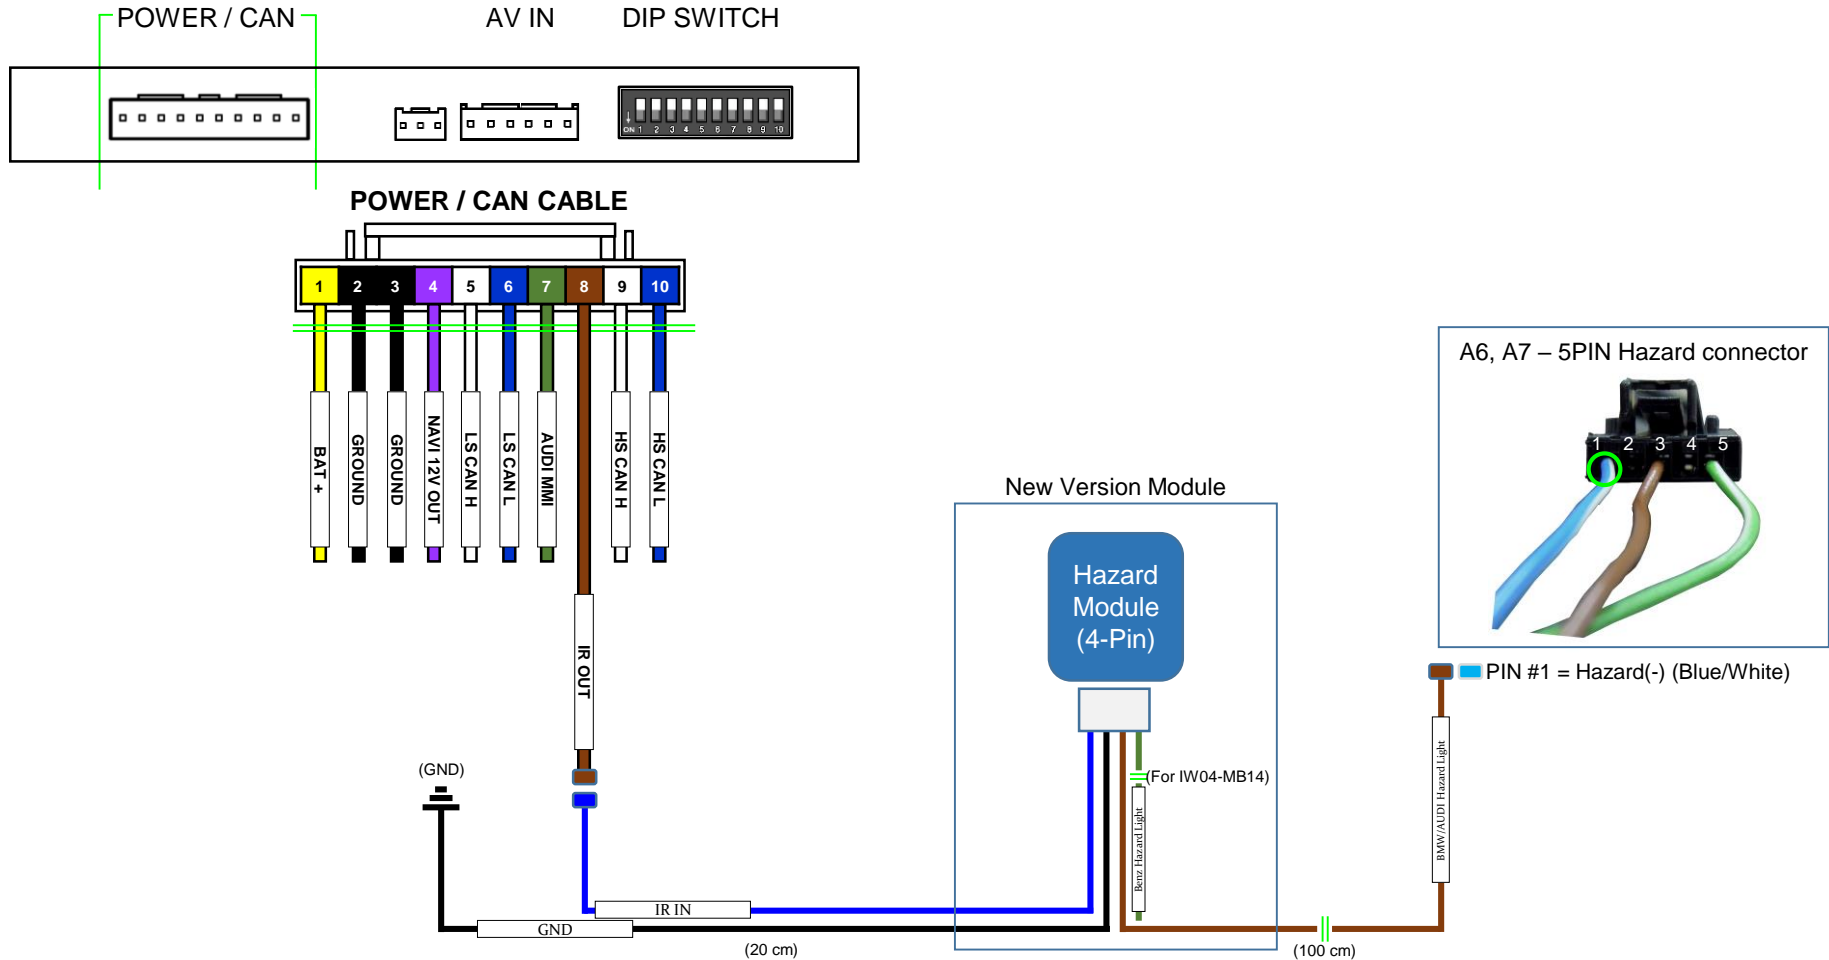 POWER / CAN
AV IN
DIP SWITCH
ON 1 2 3 4 5 6 7 8 9 10
POWER / CAN CABLE
1 2 3 4 5 6 7 8 9 10
BAT +
GROUND
GROUND
NAVI 12V OUT
LS CAN H
LS CAN L
AUDI MMI
IR OUT
HS CAN H
HS CAN L
A6, A7 – 5PIN Hazard connector
1 2 3 4 5
PIN #1 = Hazard(-) (Blue/White)
New Version Module
Hazard
Module
(4-Pin)
(For IW04-MB14)
Benz Hazard Light
BMW/AUDI Hazard Light
(GND)
IR IN
GND
(20 cm)
(100 cm)